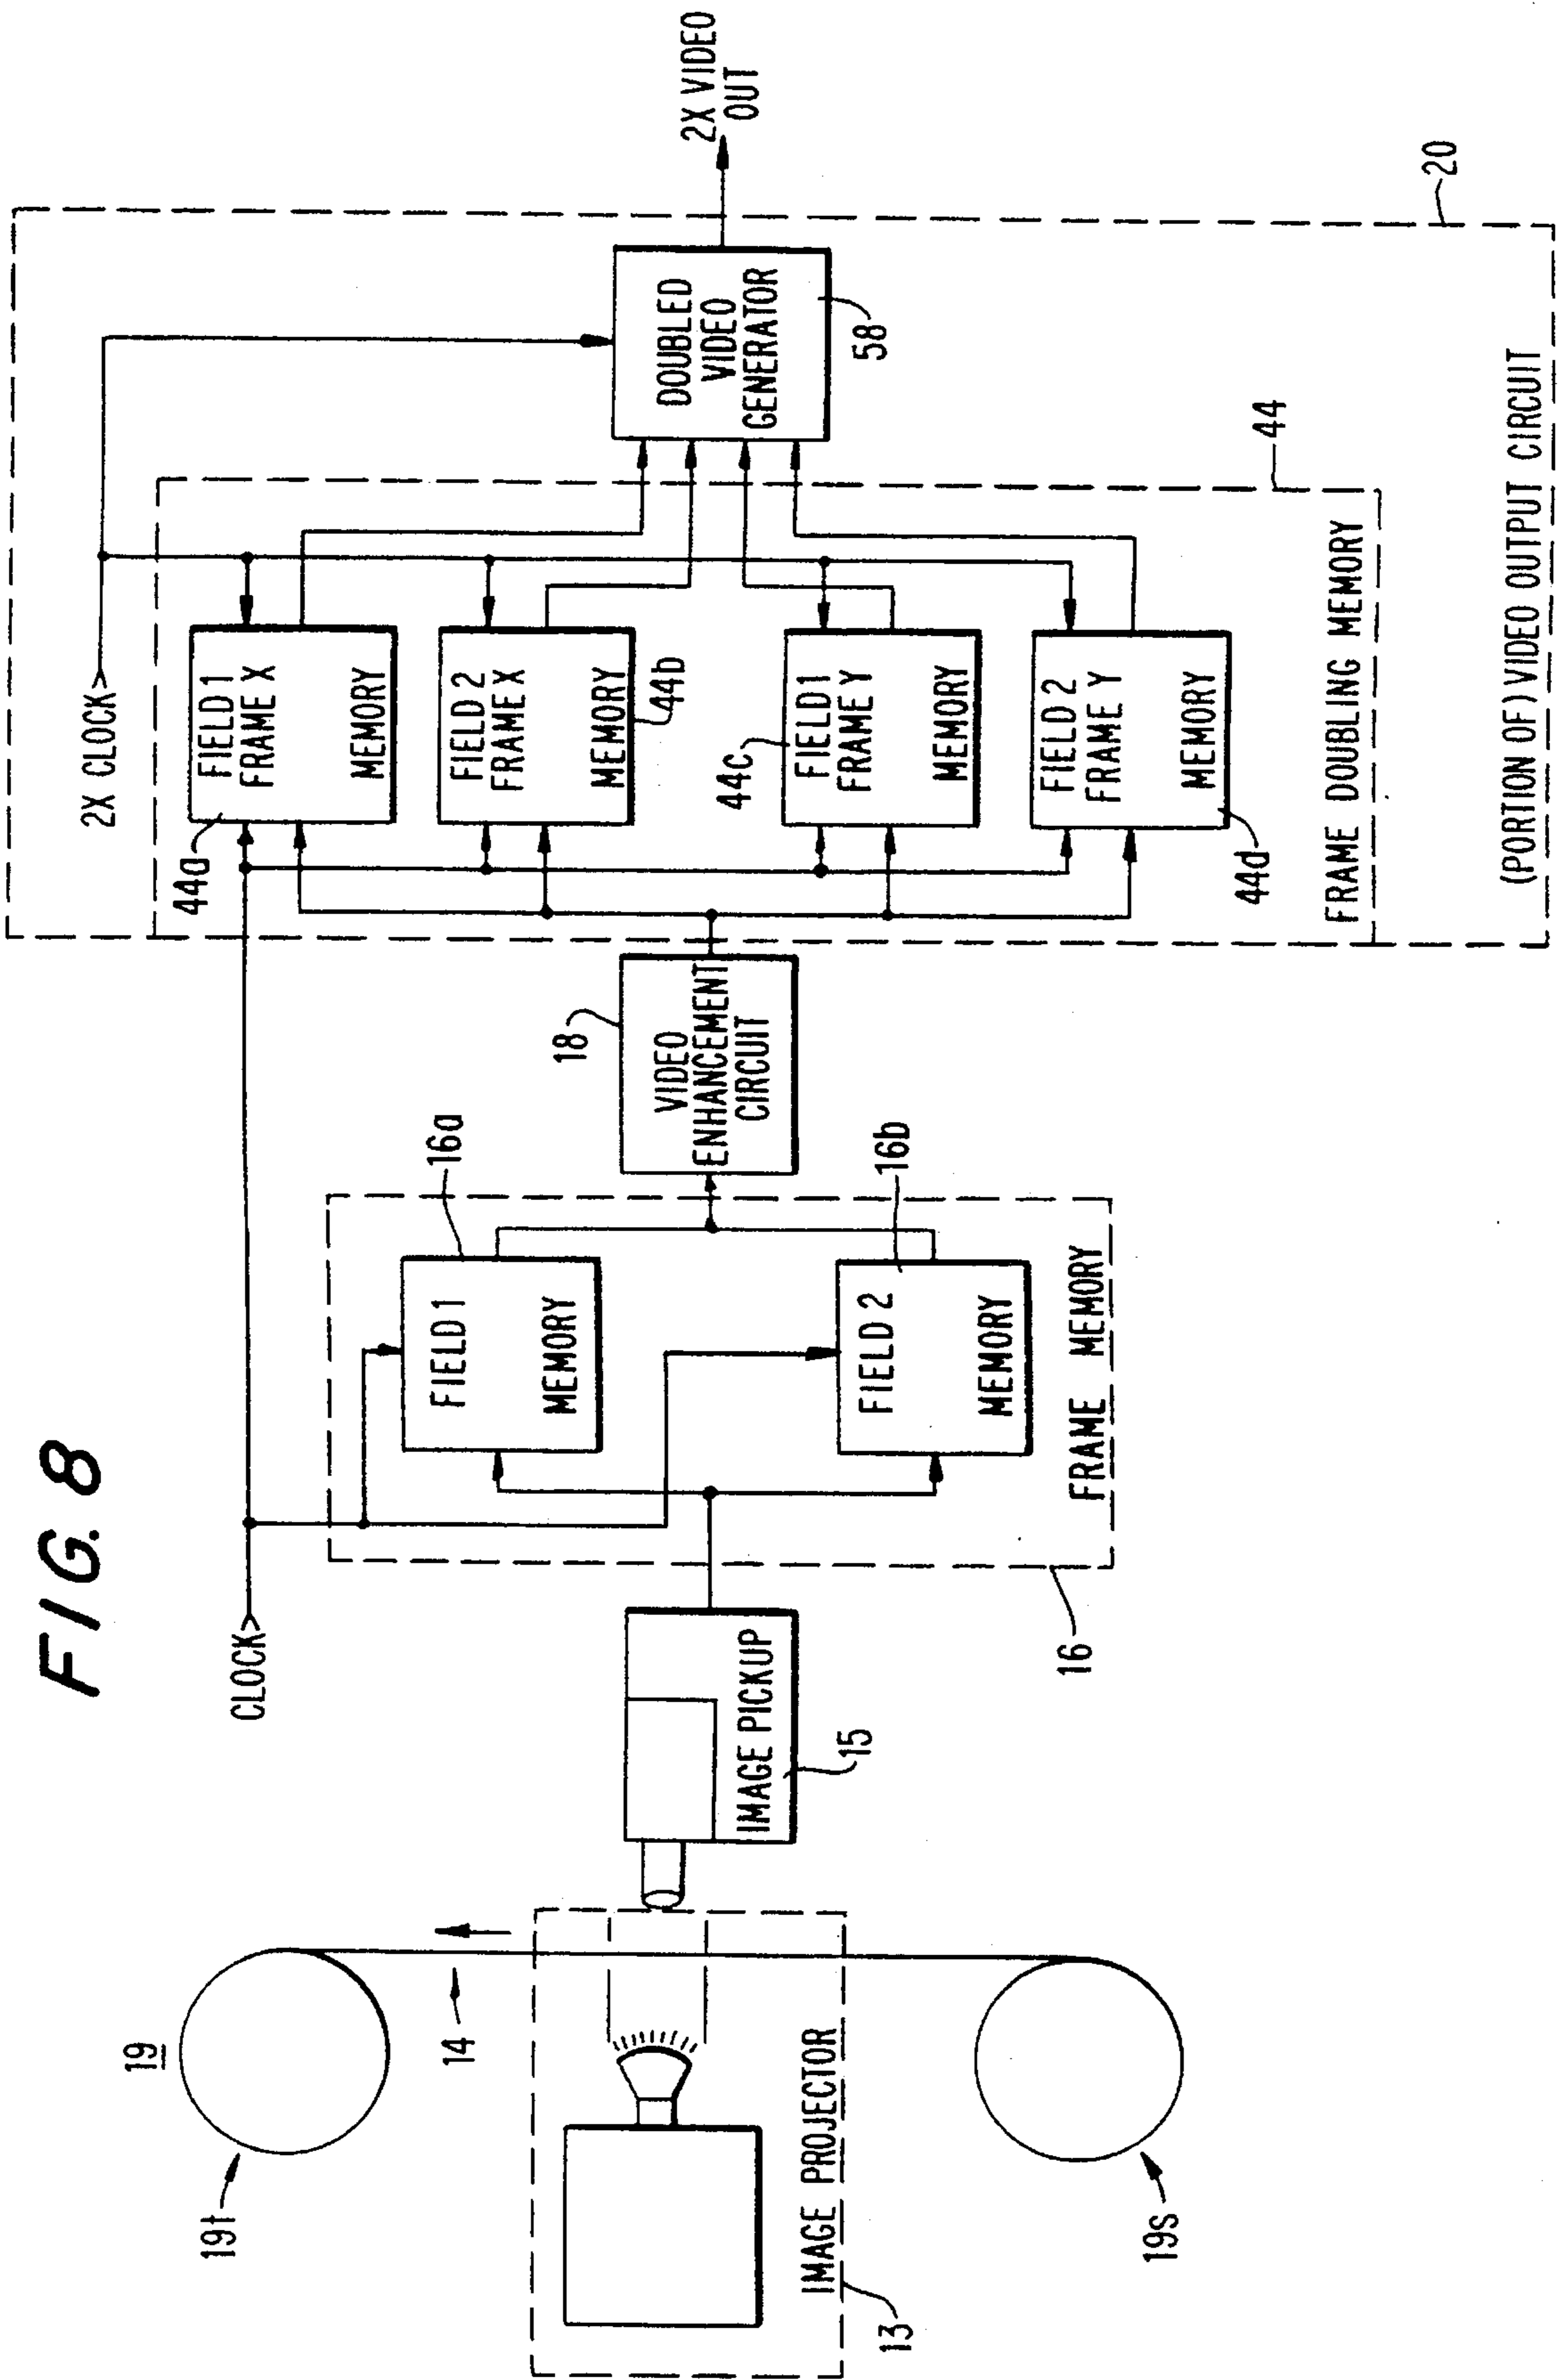 FIG. 8
2X CLOCK
CLOCK
19
19t
14
IMAGE PROJECTOR
13
19s
IMAGE PICKUP
15
FIELD 1
MEMORY
16a
FIELD 2
MEMORY
16b
FRAME MEMORY
16
18
VIDEO
ENHANCEMENT
CIRCUIT
44a
FIELD 1
FRAME X
MEMORY
FIELD 2
FRAME X
MEMORY
44b
44c
FIELD 1
FRAME Y
MEMORY
FIELD 2
FRAME Y
MEMORY
44d
FRAME DOUBLING MEMORY
44
DOUBLED
VIDEO
GENERATOR
58
2X VIDEO
OUT
(PORTION OF) VIDEO OUTPUT CIRCUIT
20